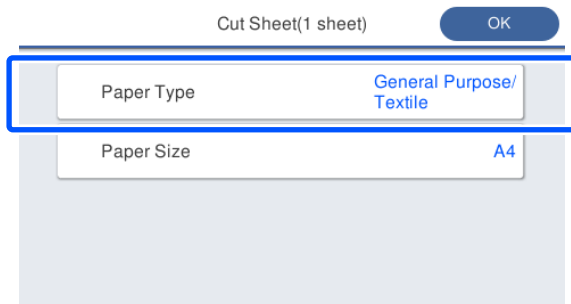 Cut Sheet(1 sheet)
OK
Paper Type
General Purpose/
Textile
Paper Size
A4